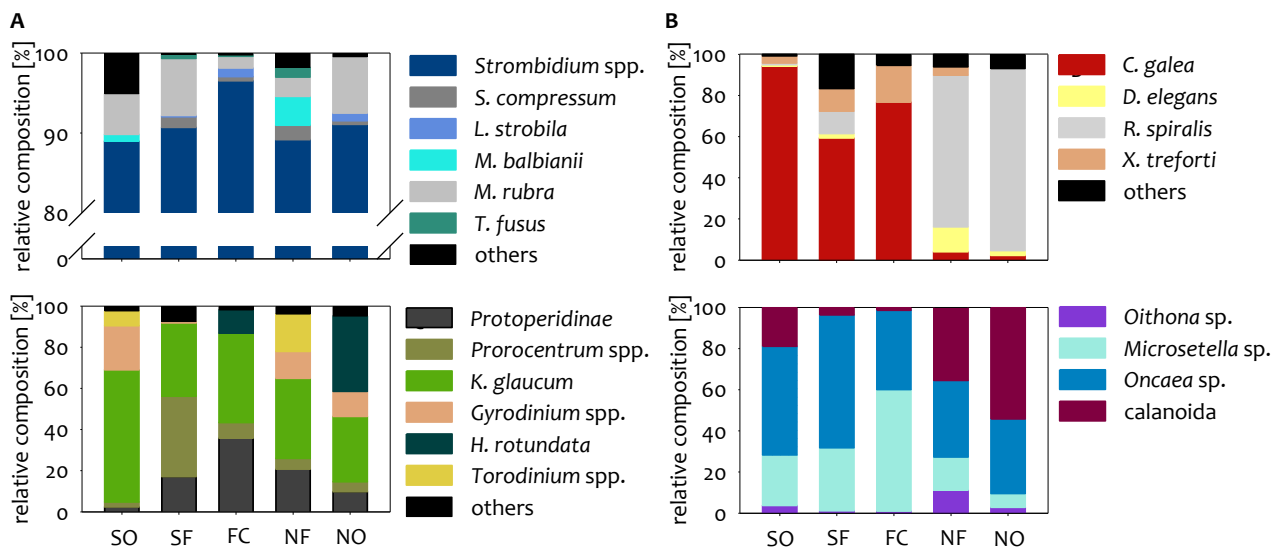 A
relative composition [%]
100
90
80
0
Strombidium spp.
S. compressum
L. strobila
M. balbianii
M. rubra
T. fusus
others
relative composition [%]
100
80
60
40
20
0
SO SF FC NF NO
Protoperidinae
Prorocentrum spp.
K. glaucum
Gyrodinium spp.
H. rotundata
Torodinium spp.
others
B
relative composition [%]
100
80
60
40
20
0
C. galea
D. elegans
R. spiralis
X. treforti
others
relative composition [%]
100
80
60
40
20
0
SO SF FC NF NO
Oithona sp.
Microsetella sp.
Oncaea sp.
calanoida